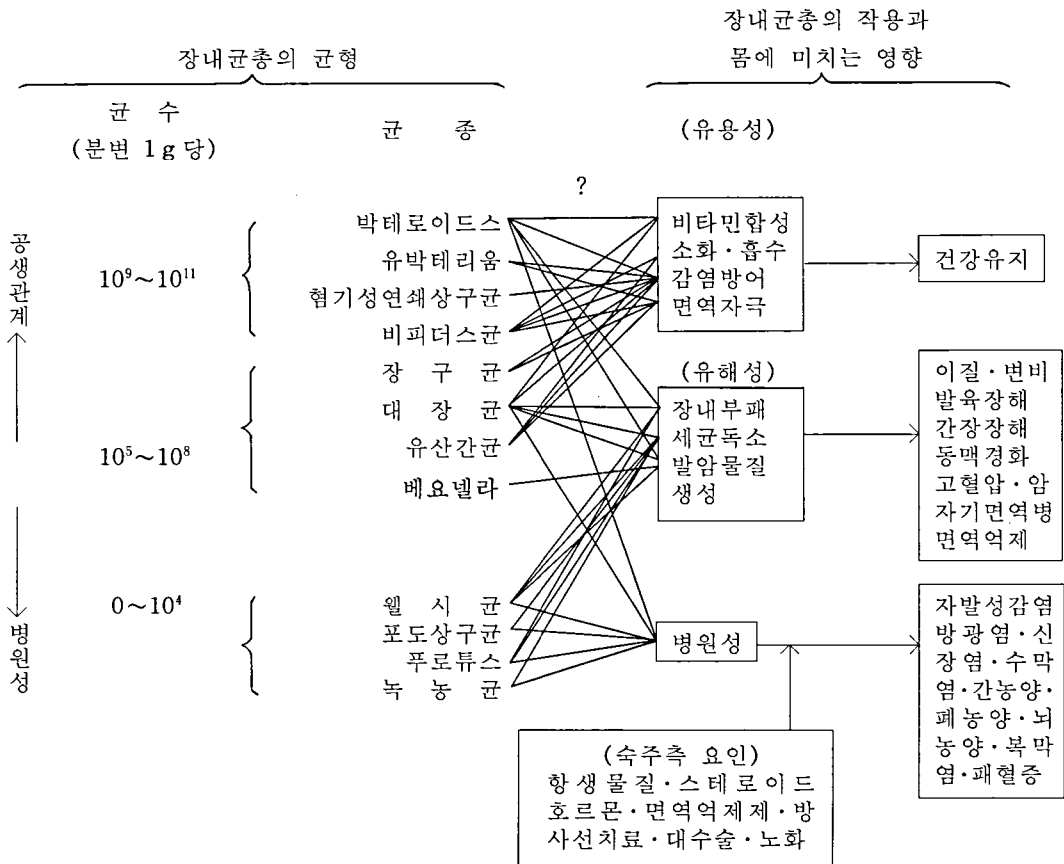 장내균총의 균형
장내균총의 작용과
몸에 미치는 영향
균 수
(분변 1g당)
균 종
(유용성)
?
공생관계
병원성
10⁹~10¹¹
박테로이드스
유박테리움
혐기성연쇄상구균
비피더스균
10⁵~10⁸
장 구 균
대 장 균
유산간균
베요넬라
0~10⁴
웰 시 균
포도상구균
푸로튜스
녹 농 균
비타민합성
소화·흡수
감염방어
면역자극
건강유지
(유해성)
장내부패
세균독소
발암물질
생성
이질·변비
발육장해
간장장해
동맥경화
고혈압·암
자기면역병
면역억제
병원성
자발성감염
방광염·신
장염·수막
염·간농양·
폐농양·뇌
농양·복막
염·패혈증
(숙주측 요인)
항생물질·스테로이드
호르몬·면역억제제·방
사선치료·대수술·노화